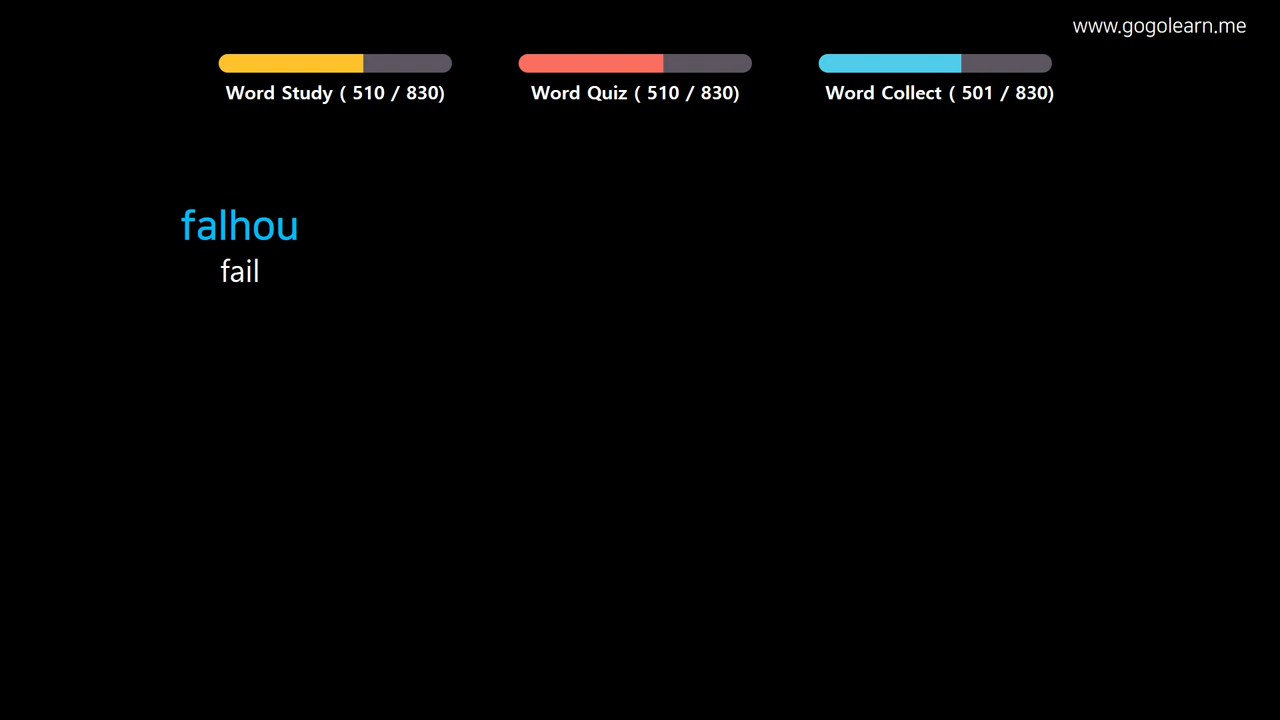 www.gogolearn.me
Word Study ( 510 / 830)
Word Quiz ( 510 / 830)
Word Collect ( 501 / 830)
falhou
fail